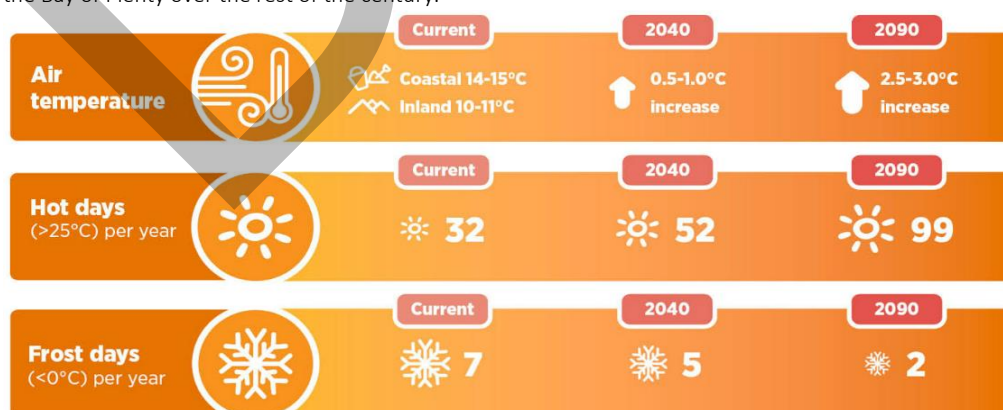 the Bay of Plenty over the rest of the century.
Current 2040 2090
Air
temperature
Coastal 14-15°C
Inland 10-11°C
0.5-1.0°C
increase
2.5-3.0°C
increase
Current 2040 2090
Hot days
(>25°C) per year
32 52 99
Current 2040 2090
Frost days
(<0°C) per year
7 5 2